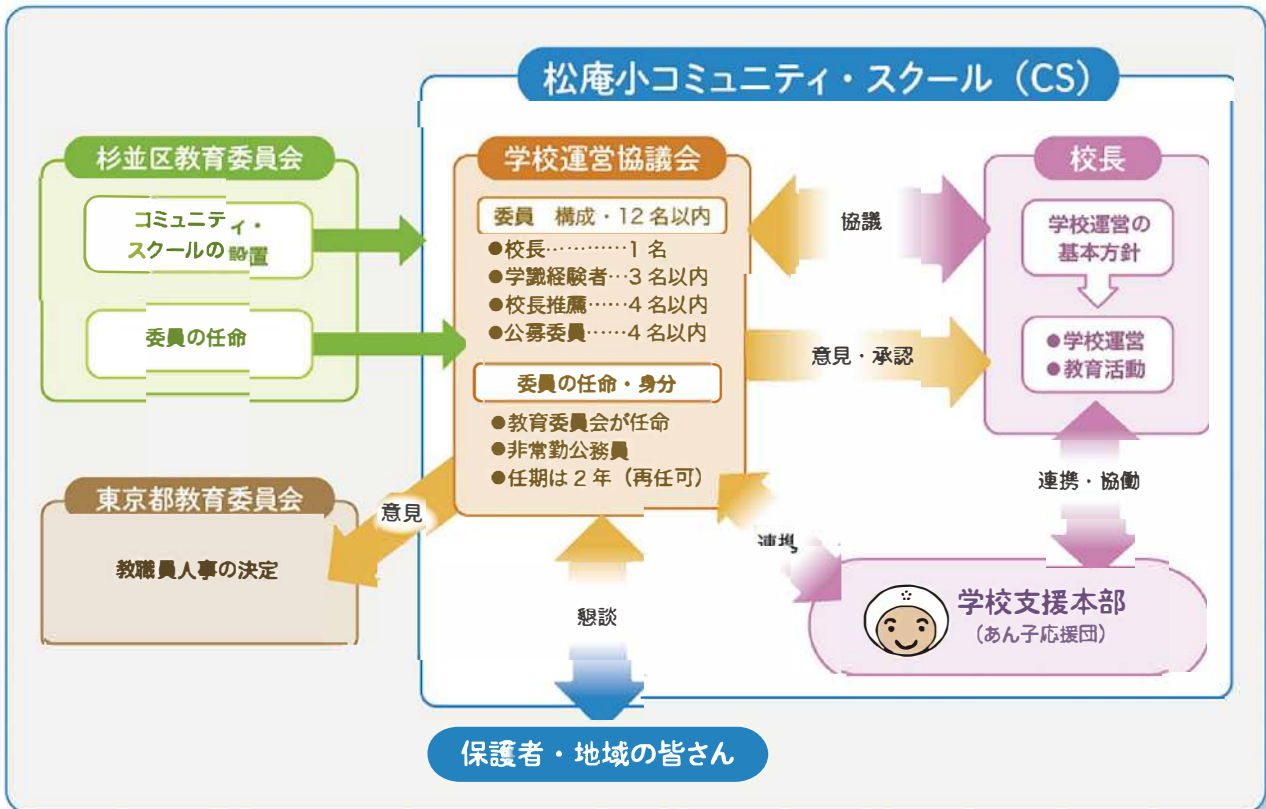 松庵小コミュニティ・スクール（CS）
杉並区教育委員会
コミュニティ・
スクールの設置
委員の任命
東京都教育委員会
教職員人事の決定
学校運営協議会
委員　構成・12名以内
●校長…………1名
●学識経験者…3名以内
●校長推薦……4名以内
●公募委員……4名以内
委員の任命・身分
●教育委員会が任命
●非常勤公務員
●任期は2年（再任可）
協議
意見・承認
意見
連携
懇談
校長
学校運営の
基本方針
●学校運営
●教育活動
連携・協働
学校支援本部
（あん子応援団）
保護者・地域の皆さん